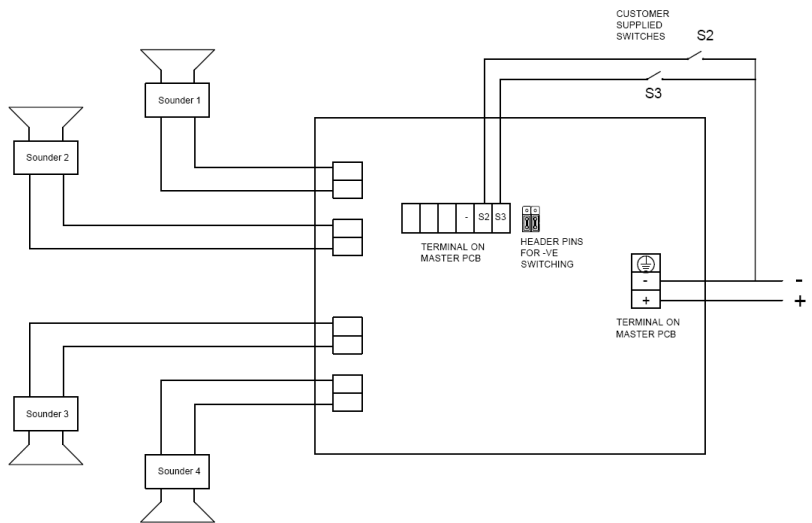 CUSTOMER
SUPPLIED
SWITCHES
S2
S3
Sounder 1
Sounder 2
- S2 S3
TERMINAL ON
MASTER PCB
HEADER PINS
FOR -VE
SWITCHING
- -
+ +
TERMINAL ON
MASTER PCB
Sounder 3
Sounder 4